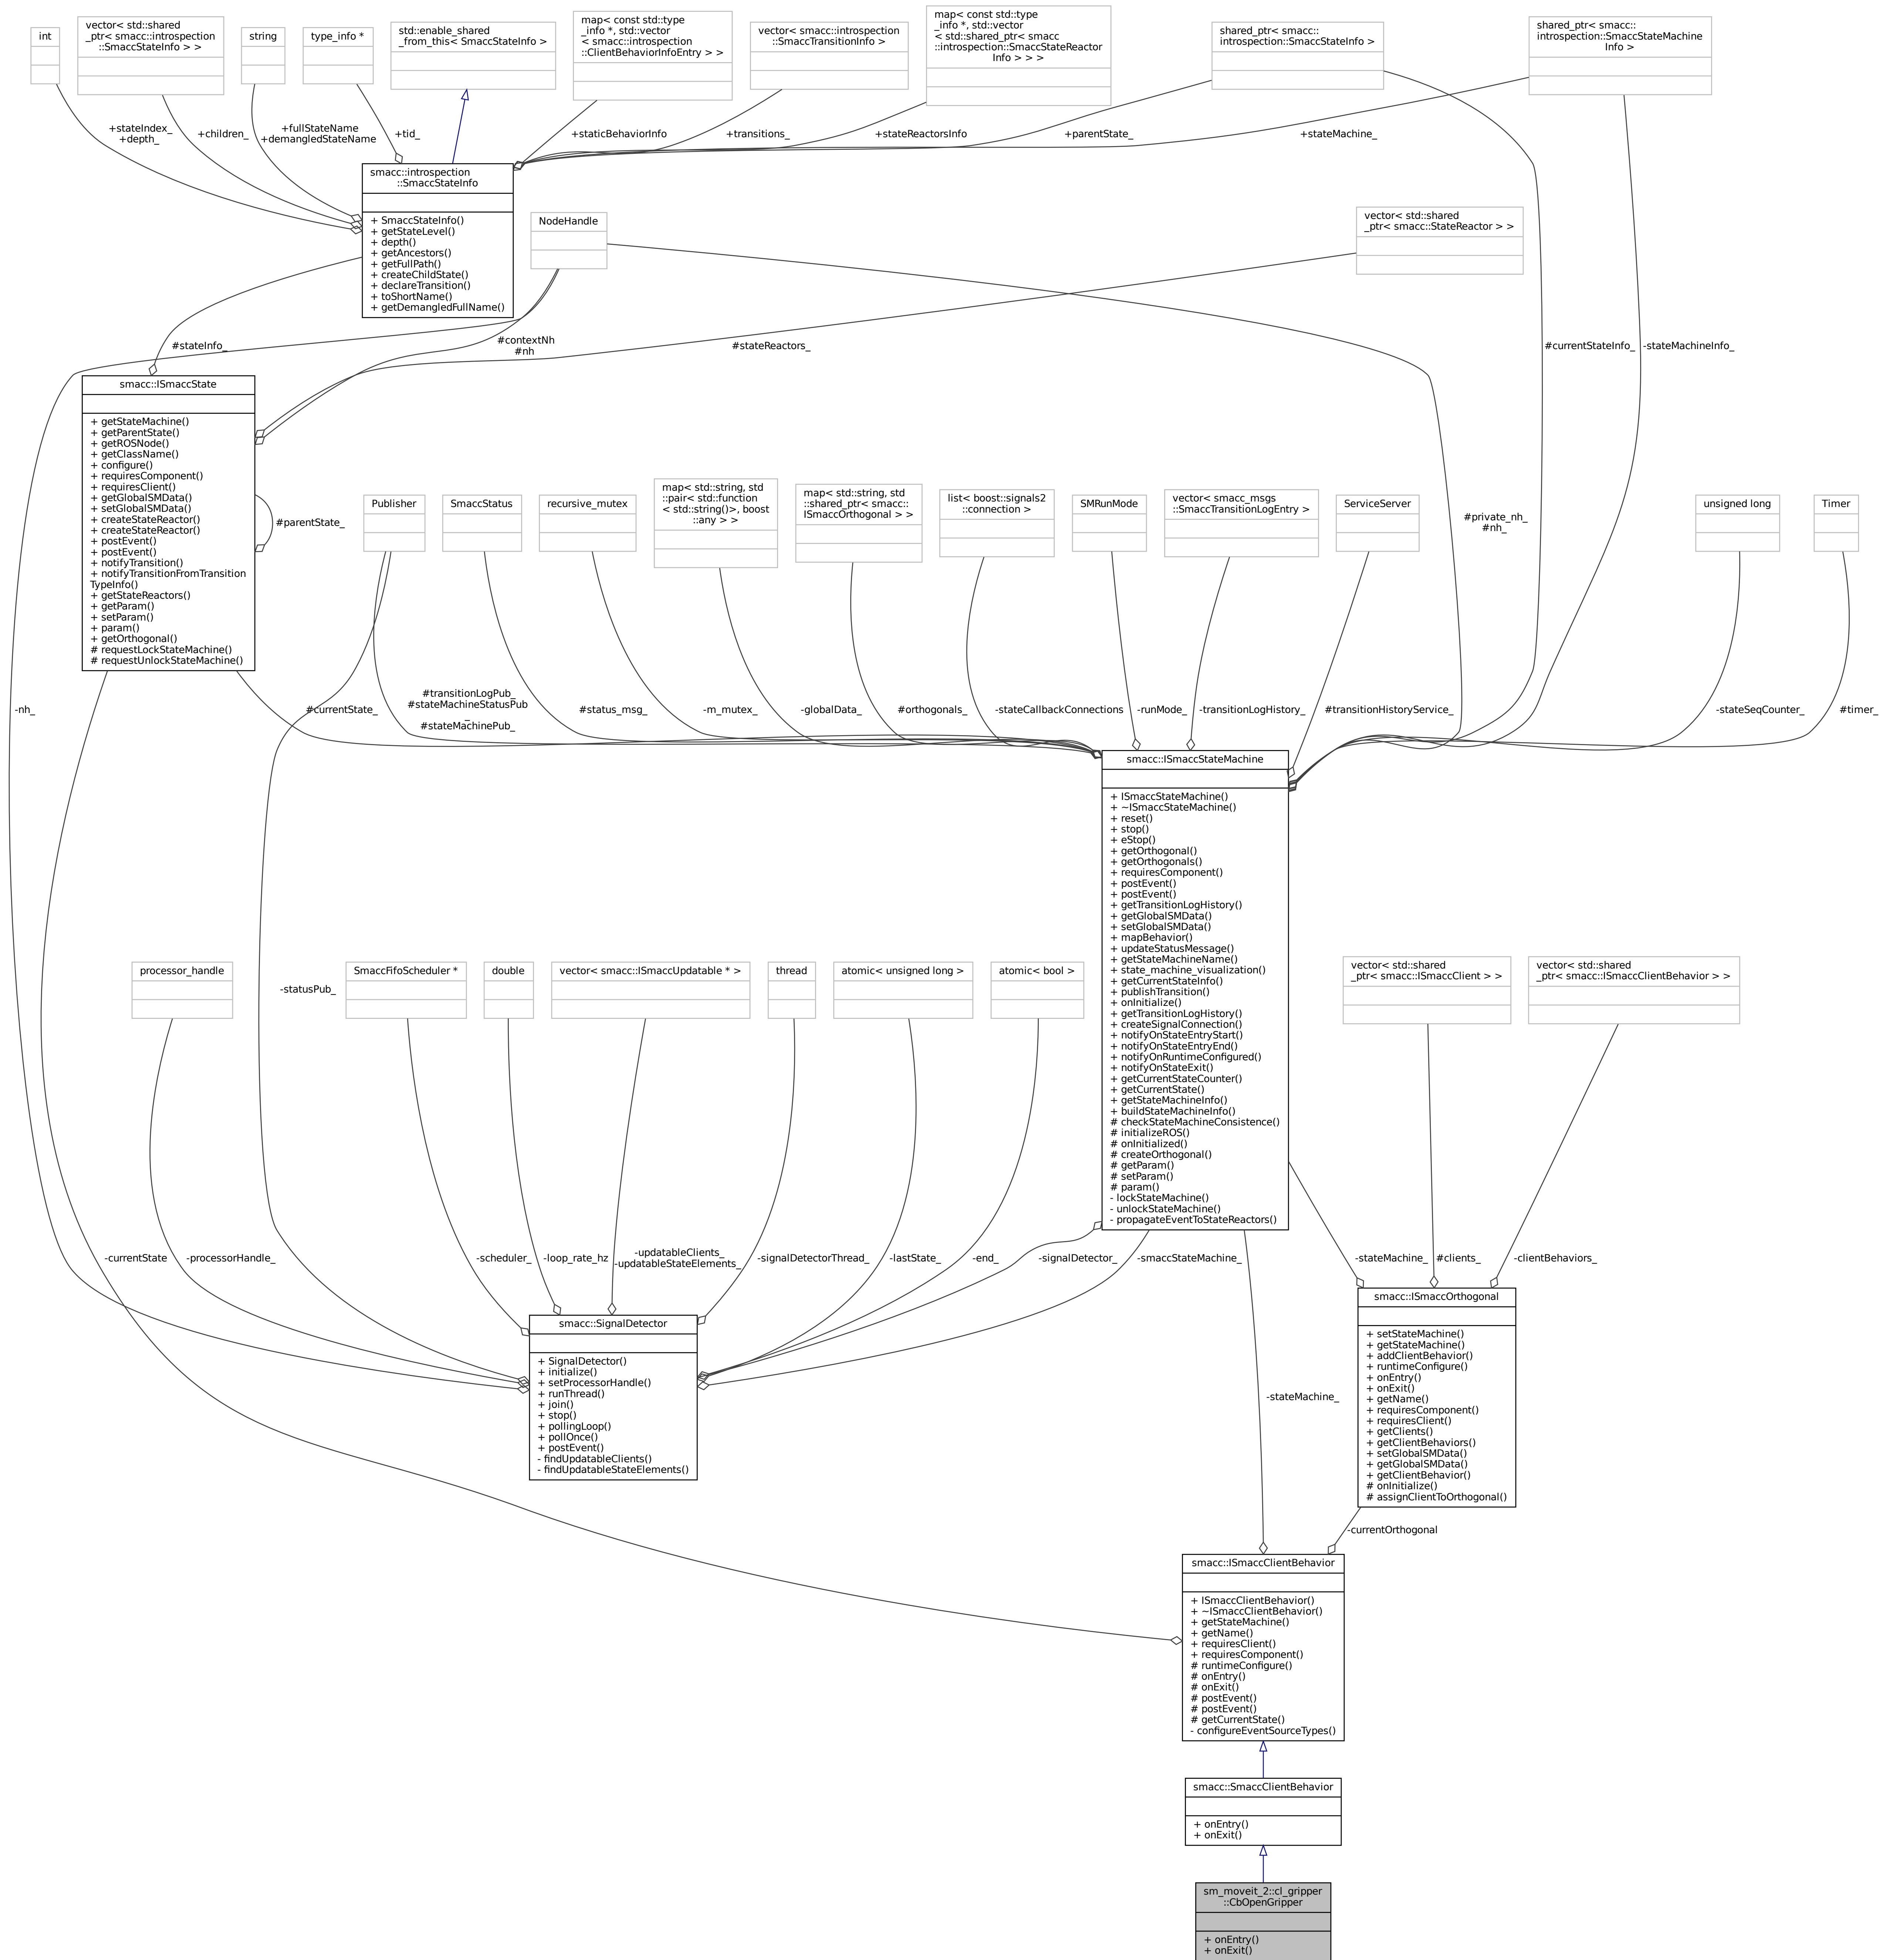 int
vector< std::shared
_ptr< smacc::introspection
::SmaccStateInfo > >
string
type_info *
std::enable_shared
_from_this< SmaccStateInfo >
map< const std::type
_info *, std::vector
< smacc::introspection
::ClientBehaviorInfoEntry > >
vector< smacc::introspection
::SmaccTransitionInfo >
map< const std::type
_info *, std::vector
< std::shared_ptr< smacc
::introspection::SmaccStateReactor
Info > > >
shared_ptr< smacc::
introspection::SmaccStateInfo >
shared_ptr< smacc::
introspection::SmaccStateMachine
Info >
+stateIndex_
+depth_
+children_
+fullStateName
+demangledStateName
+tid_
+staticBehaviorInfo
+transitions_
+stateReactorsInfo
+parentState_
+stateMachine_
smacc::introspection
::SmaccStateInfo
+ SmaccStateInfo()
+ getStateLevel()
+ depth()
+ getAncestors()
+ getFullPath()
+ createChildState()
+ declareTransition()
+ toShortName()
+ getDemangledFullName()
NodeHandle
vector< std::shared
_ptr< smacc::StateReactor > >
#stateInfo_
#contextNh
#nh
#stateReactors_
#currentStateInfo_
-stateMachineInfo_
smacc::ISmaccState
+ getStateMachine()
+ getParentState()
+ getROSNode()
+ getClassName()
+ configure()
+ requiresComponent()
+ requiresClient()
+ getGlobalSMData()
+ setGlobalSMData()
+ createStateReactor()
+ createStateReactor()
+ postEvent()
+ postEvent()
+ notifyTransition()
+ notifyTransitionFromTransition
TypeInfo()
+ getStateReactors()
+ getParam()
+ setParam()
+ param()
+ getOrthogonal()
# requestLockStateMachine()
# requestUnlockStateMachine()
#parentState_
Publisher
SmaccStatus
recursive_mutex
map< std::string, std
::pair< std::function
< std::string()>, boost
::any > >
map< std::string, std
::shared_ptr< smacc::
ISmaccOrthogonal > >
list< boost::signals2
::connection >
SMRunMode
vector< smacc_msgs
::SmaccTransitionLogEntry >
ServiceServer
#private_nh_
#nh_
unsigned long
Timer
-nh_
#currentState_
#transitionLogPub_
#stateMachineStatusPub
_
#stateMachinePub_
#status_msg_
-m_mutex_
-globalData_
#orthogonals_
-stateCallbackConnections
-runMode_
-transitionLogHistory_
#transitionHistoryService_
-stateSeqCounter_
#timer_
smacc::ISmaccStateMachine
+ ISmaccStateMachine()
+ ~ISmaccStateMachine()
+ reset()
+ stop()
+ eStop()
+ getOrthogonal()
+ getOrthogonals()
+ requiresComponent()
+ postEvent()
+ postEvent()
+ getTransitionLogHistory()
+ getGlobalSMData()
+ setGlobalSMData()
+ mapBehavior()
+ updateStatusMessage()
+ getStateMachineName()
+ state_machine_visualization()
+ getCurrentStateInfo()
+ publishTransition()
+ onInitialize()
+ getTransitionLogHistory()
+ createSignalConnection()
+ notifyOnStateEntryStart()
+ notifyOnStateEntryEnd()
+ notifyOnRuntimeConfigured()
+ notifyOnStateExit()
+ getCurrentStateCounter()
+ getCurrentState()
+ getStateMachineInfo()
+ buildStateMachineInfo()
# checkStateMachineConsistence()
# initializeROS()
# onInitialized()
# createOrthogonal()
# getParam()
# setParam()
# param()
- lockStateMachine()
- unlockStateMachine()
- propagateEventToStateReactors()
processor_handle
-statusPub_
SmaccFifoScheduler *
double
vector< smacc::ISmaccUpdatable * >
thread
atomic< unsigned long >
atomic< bool >
vector< std::shared
_ptr< smacc::ISmaccClient > >
vector< std::shared
_ptr< smacc::ISmaccClientBehavior > >
-currentState
-processorHandle_
-scheduler_
-loop_rate_hz
-updatableClients_
-updatableStateElements_
-signalDetectorThread_
-lastState_
-end_
-signalDetector_
-smaccStateMachine_
-stateMachine_
#clients_
-clientBehaviors_
smacc::SignalDetector
+ SignalDetector()
+ initialize()
+ setProcessorHandle()
+ runThread()
+ join()
+ stop()
+ pollingLoop()
+ pollOnce()
+ postEvent()
- findUpdatableClients()
- findUpdatableStateElements()
-stateMachine_
smacc::ISmaccOrthogonal
+ setStateMachine()
+ getStateMachine()
+ addClientBehavior()
+ runtimeConfigure()
+ onEntry()
+ onExit()
+ getName()
+ requiresComponent()
+ requiresClient()
+ getClients()
+ getClientBehaviors()
+ setGlobalSMData()
+ getGlobalSMData()
+ getClientBehavior()
# onInitialize()
# assignClientToOrthogonal()
-currentOrthogonal
smacc::ISmaccClientBehavior
+ ISmaccClientBehavior()
+ ~ISmaccClientBehavior()
+ getStateMachine()
+ getName()
+ requiresClient()
+ requiresComponent()
# runtimeConfigure()
# onEntry()
# onExit()
# postEvent()
# postEvent()
# getCurrentState()
- configureEventSourceTypes()
smacc::SmaccClientBehavior
+ onEntry()
+ onExit()
sm_moveit_2::cl_gripper
::CbOpenGripper
+ onEntry()
+ onExit()